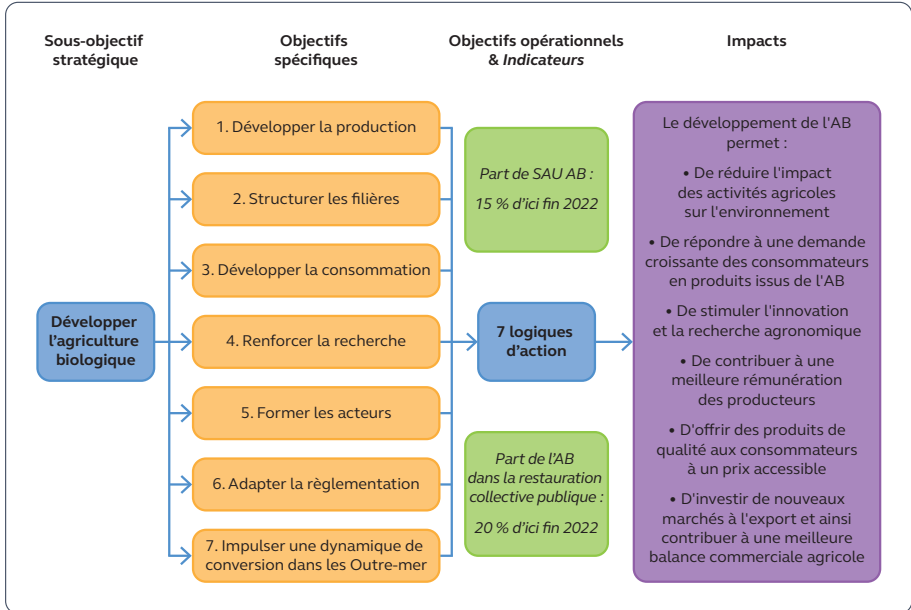 Sous-objectif
stratégique
Objectifs
spécifiques
Objectifs opérationnels
& Indicateurs
Impacts
Développer
l'agriculture
biologique
1. Développer la production
2. Structurer les filières
3. Développer la consommation
4. Renforcer la recherche
5. Former les acteurs
6. Adapter la règlementation
7. Impulser une dynamique de
conversion dans les Outre-mer
Part de SAU AB :
15 % d'ici fin 2022
7 logiques
d'action
Part de l'AB
dans la restauration
collective publique :
20 % d'ici fin 2022
Le développement de l'AB
permet :
• De réduire l'impact
des activités agricoles
sur l'environnement
• De répondre à une demande
croissante des consommateurs
en produits issus de l'AB
• De stimuler l'innovation
et la recherche agronomique
• De contribuer à une
meilleure rémunération
des producteurs
• D'offrir des produits de
qualité aux consommateurs
à un prix accessible
• D'investir de nouveaux
marchés à l'export et ainsi
contribuer à une meilleure
balance commerciale agricole